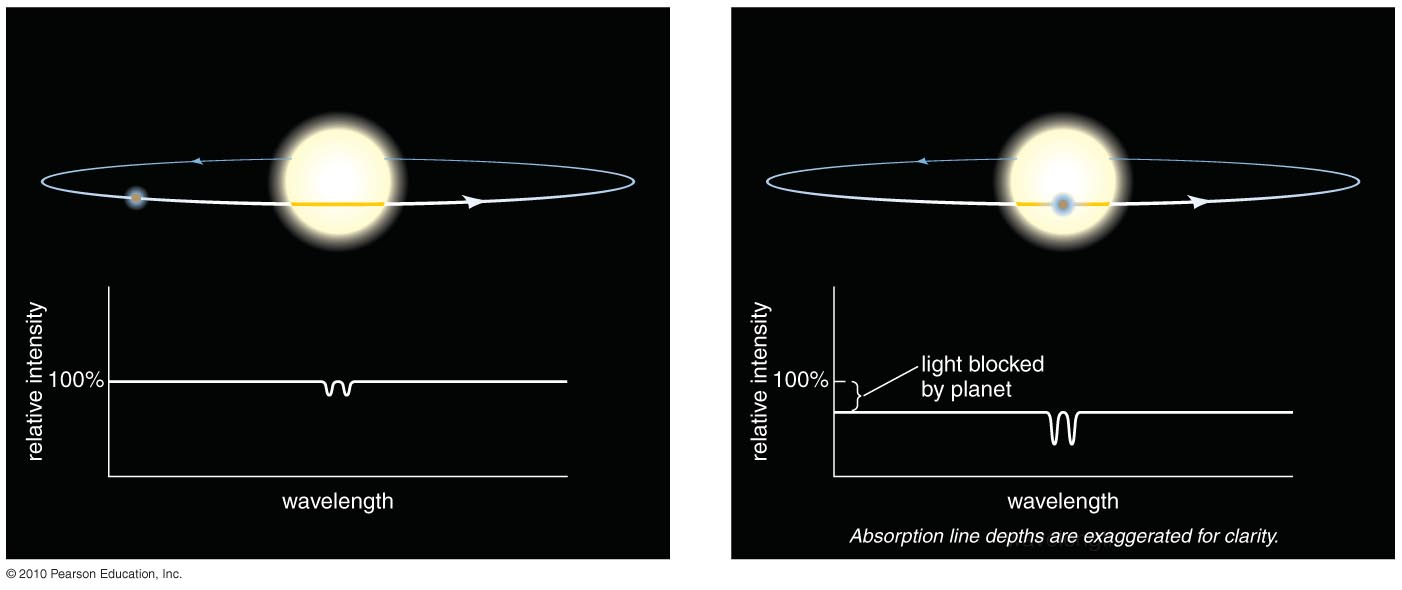 relative intensity
100%
wavelength
relative intensity
100%
light blocked
by planet
wavelength
Absorption line depths are exaggerated for clarity.
© 2010 Pearson Education, Inc.